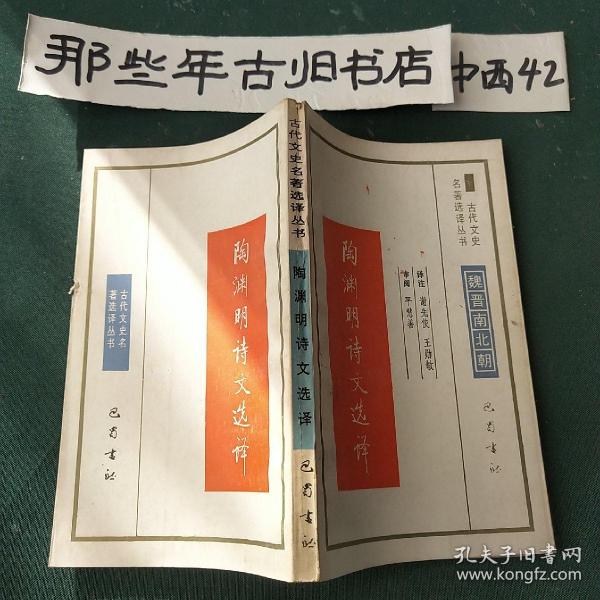 那些年古旧书店
中西42
古代文史名
著选译丛书
陶渊明诗文选译
古代文史名著选译丛书
陶渊明诗文选译
巴蜀书社
古代文史
名著选译丛书
魏晋南北朝
陶渊明诗文选译
译注 谢先俊 王勋敏
审阅 平慧善
巴蜀书社
孔夫子旧书网
www.kongfz.com